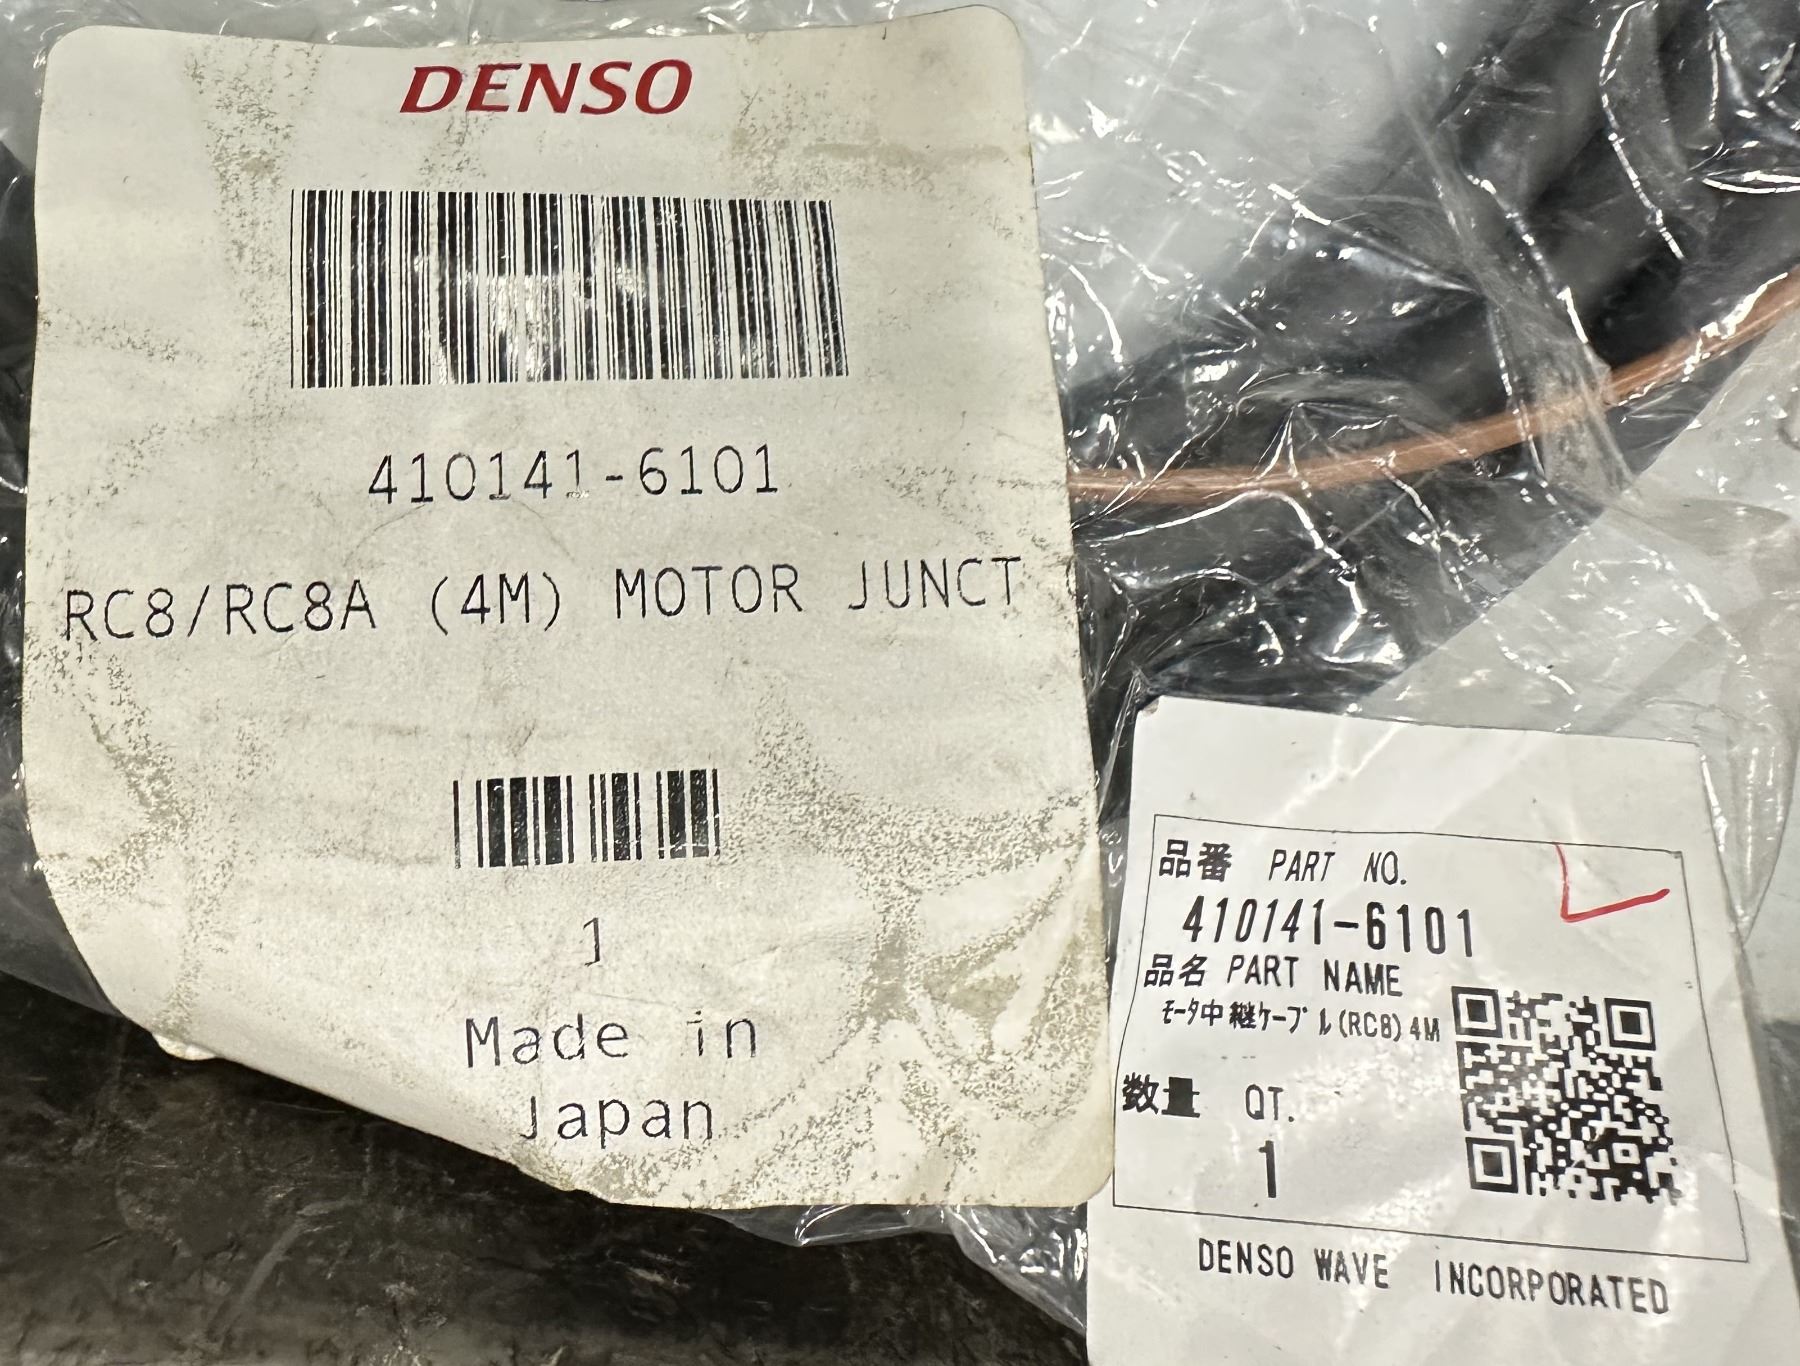 DENSO
410141-6101
RC8/RC8A (4M) MOTOR JUNCT
1
Made in
Japan
品番 PART NO.
410141-6101
品名 PART NAME
ﾓｰﾀ中継ｹｰﾌﾞﾙ(RC8)4M
数量 QT.
1
DENSO WAVE INCORPORATED